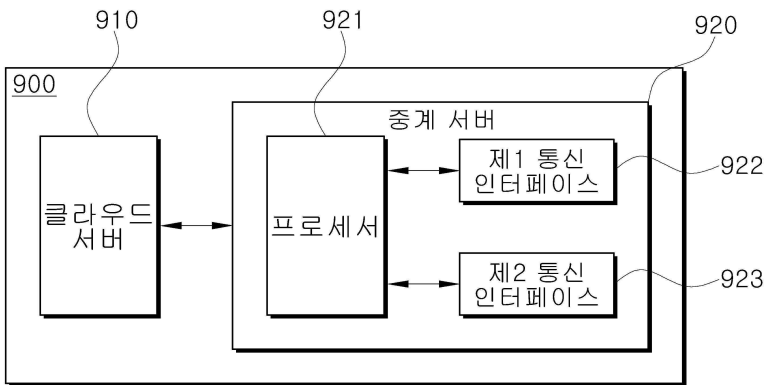 910
921
920
900
중계 서버
클라우드
서버
프로세서
제1 통신
인터페이스
922
제2 통신
인터페이스
923